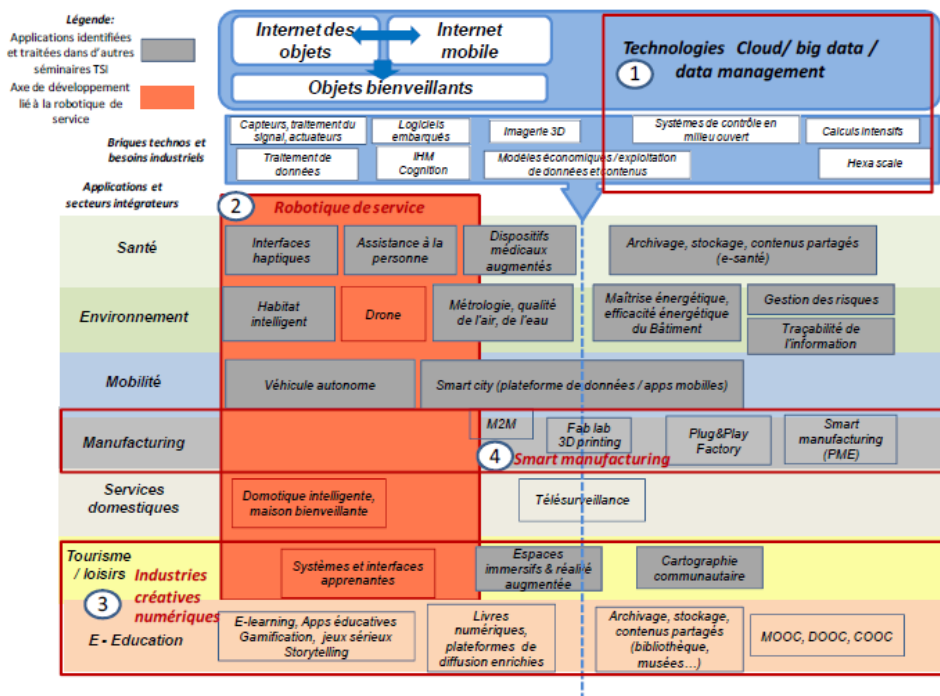 Légende:
Applications identifiées
et traitées dans d'autres
séminaires TSI
Axe de développement
lié à la robotique de
service
Internet des
objets
Internet
mobile
Objets bienveillants
Technologies Cloud/ big data /
1
data management
Briques technos et
besoins industriels
Capteurs, traitement du
signal, actuateurs
Logiciels
embarqués
Imagerie 3D
Systèmes de contrôle en
milieu ouvert
Calculs intensifs
Traitement de
données
IHM
Cognition
Modèles économiques / exploitation
de données et contenus
Hexa scale
Applications et
secteurs intégrateurs
2
Robotique de service
Santé
Interfaces
haptiques
Assistance à la
personne
Dispositifs
médicaux
augmentés
Archivage, stockage, contenus partagés
(e-santé)
Environnement
Habitat
intelligent
Drone
Métrologie, qualité
de l'air, de l'eau
Maîtrise énergétique,
efficacité énergétique
du Bâtiment
Gestion des risques
Traçabilité de
l'information
Mobilité
Véhicule autonome
Smart city (plateforme de données / apps mobilles)
Manufacturing
M2M
Fab lab
3D printing
Plug&Play
Factory
Smart
manufacturing
(PME)
4
Smart manufacturing
Services
domestiques
Domotique intelligente,
maison bienveillante
Télésurveillance
Tourisme
/ loisirs
Industries
créatives
numériques
3
Systèmes et interfaces
apprenantes
Espaces
immersifs & réalité
augmentée
Cartographie
communautaire
E - Education
E-learning, Apps éducatives
Gamification, jeux sérieux
Storytelling
Livres
numériques,
plateformes de
diffusion enrichies
Archivage, stockage,
contenus partagés
(bibliothèque,
musées...)
MOOC, DOOC, COOC